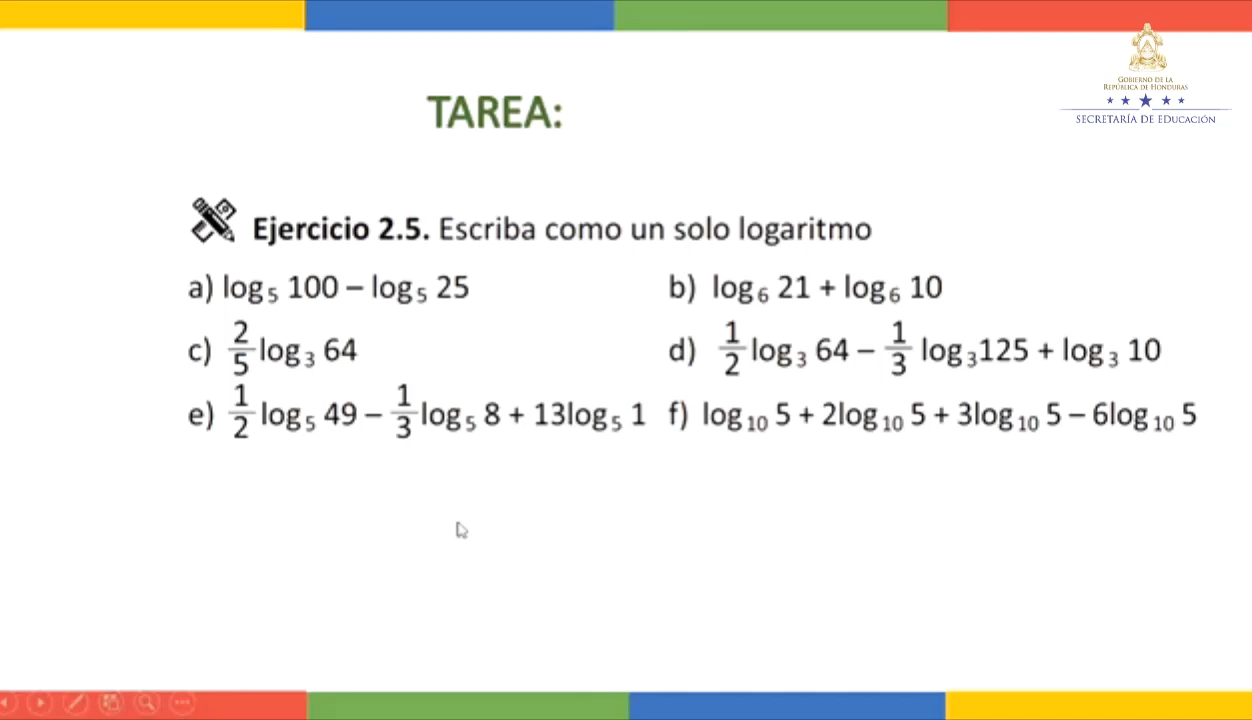 GOBIERNO DE LA
REPÚBLICA DE HONDURAS
SECRETARÍA DE EDUCACIÓN
TAREA:
Ejercicio 2.5. Escriba como un solo logaritmo
a) log₅ 100 – log₅ 25 b) log₆ 21 + log₆ 10
c) 2/5 log₃ 64 d) 1/2 log₃ 64 – 1/3 log₃125 + log₃ 10
e) 1/2 log₅ 49 – 1/3 log₅ 8 + 13log₅ 1 f) log₁₀ 5 + 2log₁₀ 5 + 3log₁₀ 5 – 6log₁₀ 5